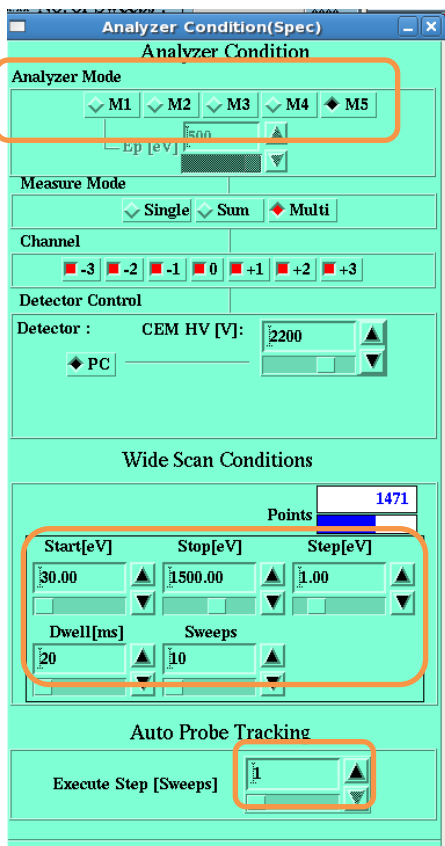 Analyzer Condition(Spec)
Analyzer Condition
Analyzer Mode
M1 M2 M3 M4 M5
Ep [eV] 500
Measure Mode
Single Sum Multi
Channel
-3 -2 -1 0 +1 +2 +3
Detector Control
Detector : CEM HV [V]: 2200
PC
Wide Scan Conditions
1471
Points
Start[eV] Stop[eV] Step[eV]
30.00 1500.00 1.00
Dwell[ms] Sweeps
20 10
Auto Probe Tracking
Execute Step [Sweeps] 1